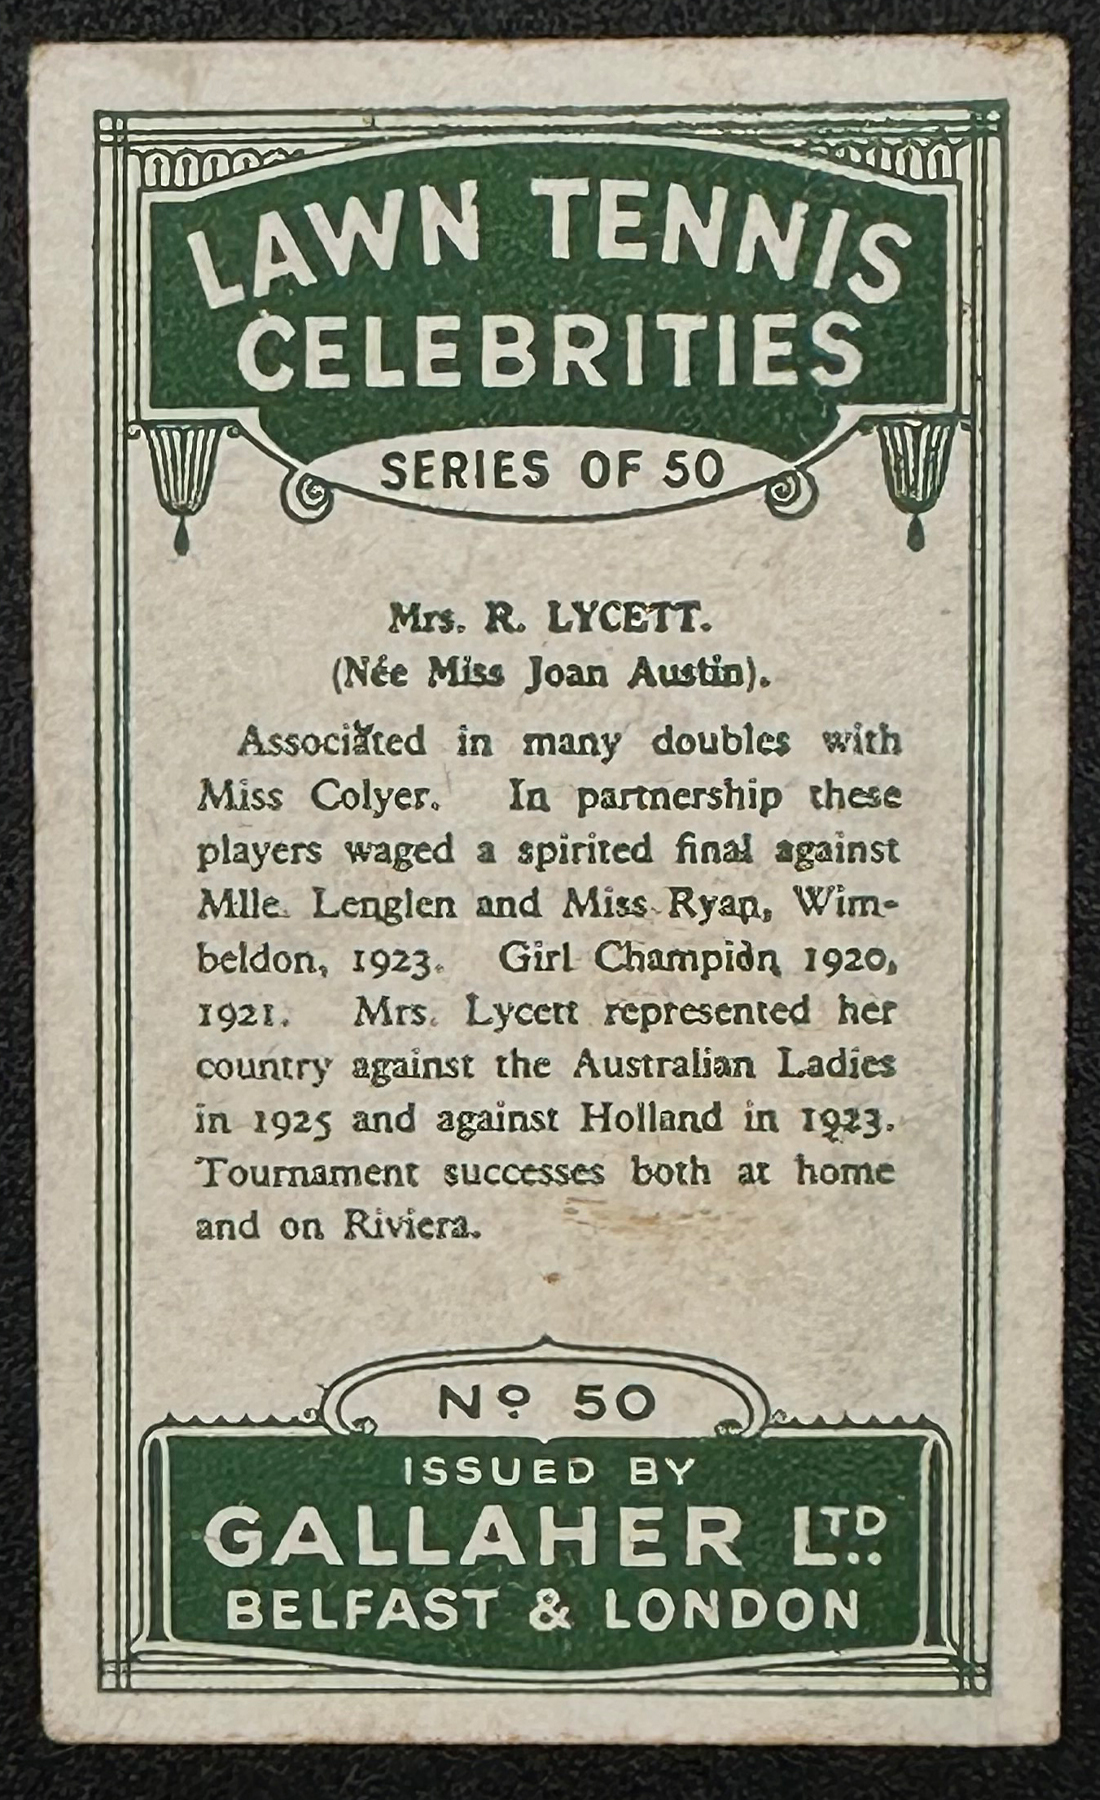 LAWN TENNIS
CELEBRITIES
SERIES OF 50
Mrs. R. LYCETT.
(Née Miss Joan Austin).
Associated in many doubles with
Miss Colyer. In partnership these
players waged a spirited final against
Mlle. Lenglen and Miss Ryan, Wim-
beldon, 1923. Girl Champion 1920,
1921. Mrs. Lycett represented her
country against the Australian Ladies
in 1925 and against Holland in 1923.
Tournament successes both at home
and on Riviera.
Nº 50
ISSUED BY
GALLAHER LTD.
BELFAST & LONDON